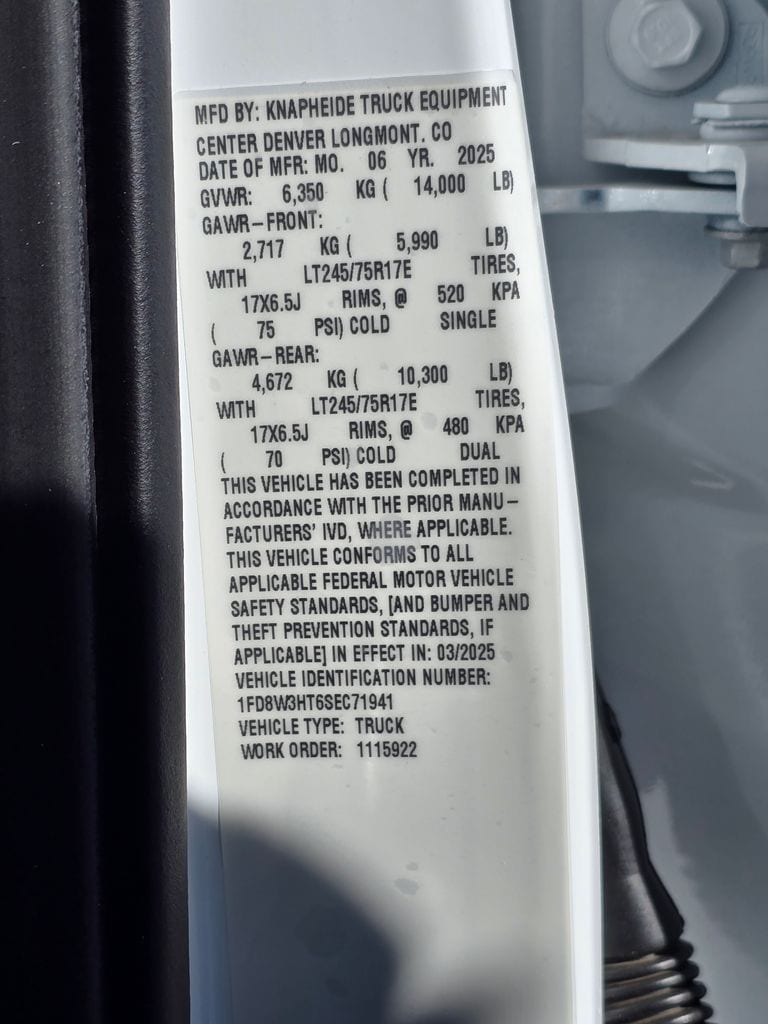 MFD BY: KNAPHEIDE TRUCK EQUIPMENT
CENTER DENVER LONGMONT, CO
DATE OF MFR: MO. 06 YR. 2025
GVWR: 6,350 KG ( 14,000 LB)
GAWR-FRONT:
2,717 KG ( 5,990 LB)
WITH LT245/75R17E TIRES,
17X6.5J RIMS, @ 520 KPA
( 75 PSI) COLD SINGLE
GAWR-REAR:
4,672 KG ( 10,300 LB)
WITH LT245/75R17E TIRES,
17X6.5J RIMS, @ 480 KPA
( 70 PSI) COLD DUAL
THIS VEHICLE HAS BEEN COMPLETED IN
ACCORDANCE WITH THE PRIOR MANU-
FACTURERS' IVD, WHERE APPLICABLE.
THIS VEHICLE CONFORMS TO ALL
APPLICABLE FEDERAL MOTOR VEHICLE
SAFETY STANDARDS, [AND BUMPER AND
THEFT PREVENTION STANDARDS, IF
APPLICABLE] IN EFFECT IN: 03/2025
VEHICLE IDENTIFICATION NUMBER:
1FD8W3HT6SEC71941
VEHICLE TYPE: TRUCK
WORK ORDER: 1115922